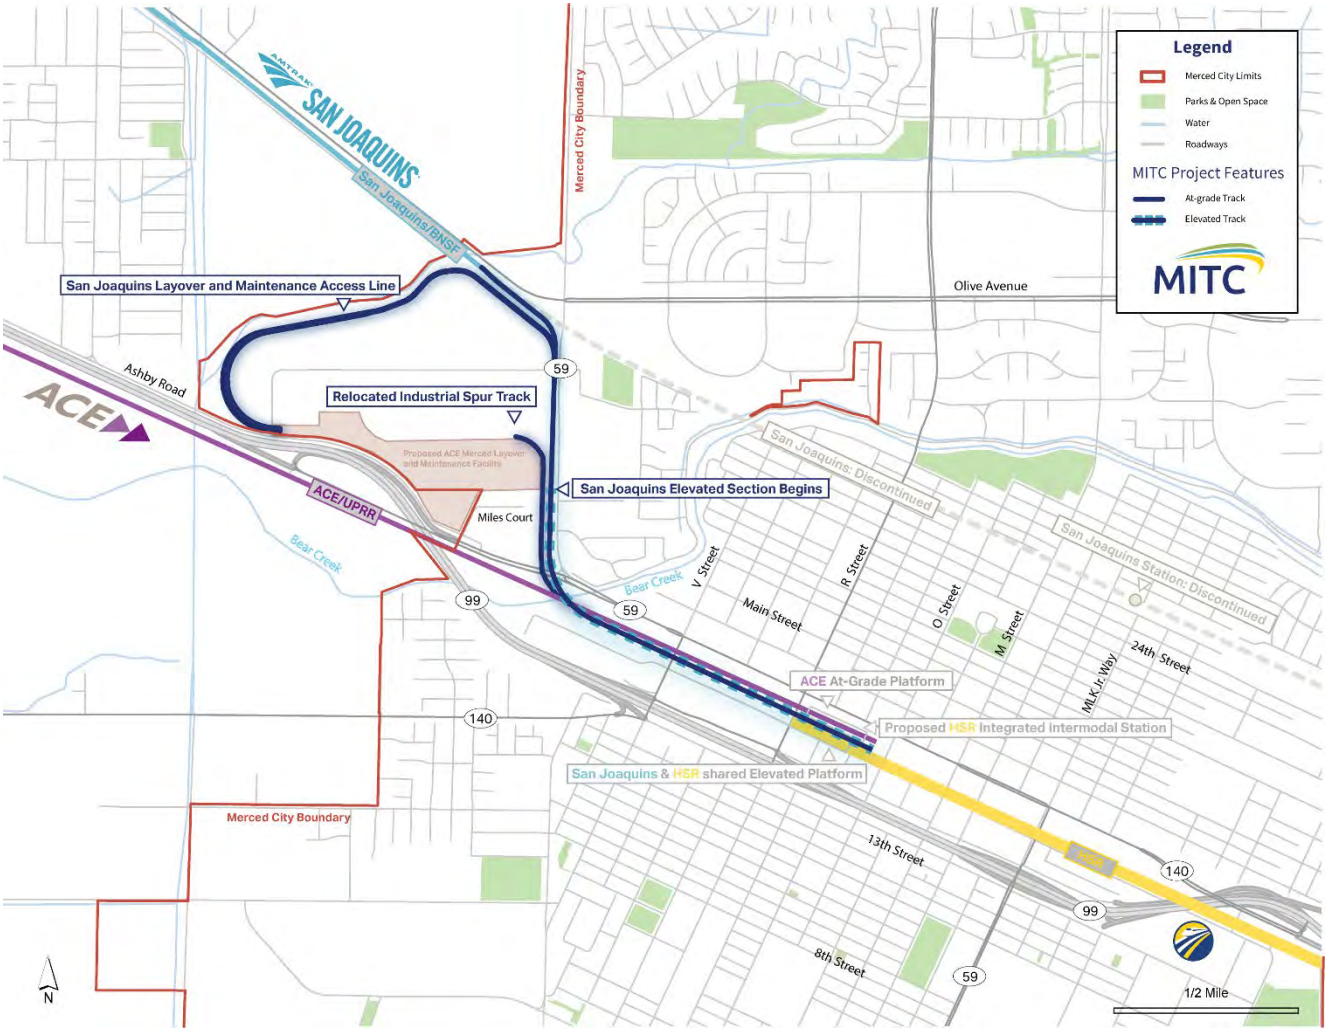 AMTRAK
SAN JOAQUINS
San Joaquins/BNSF
Merced City Boundary
Legend
Merced City Limits
Parks & Open Space
Water
Roadways
MITC Project Features
At-grade Track
Elevated Track
MITC
San Joaquins Layover and Maintenance Access Line
Olive Avenue
59
Ashby Road
ACE
Relocated Industrial Spur Track
Proposed ACE Merced Layover
and Maintenance Facility
San Joaquins: Discontinued
ACE/UPRR
San Joaquins Elevated Section Begins
Miles Court
San Joaquins Station: Discontinued
Bear Creek
Bear Creek
V Street
R Street
O Street
M Street
MLK Jr. Way
24th Street
Main Street
99
59
ACE At-Grade Platform
140
Proposed HSR Integrated Intermodal Station
San Joaquins & HSR shared Elevated Platform
Merced City Boundary
13th Street
HSR
140
99
8th Street
59
N
1/2 Mile